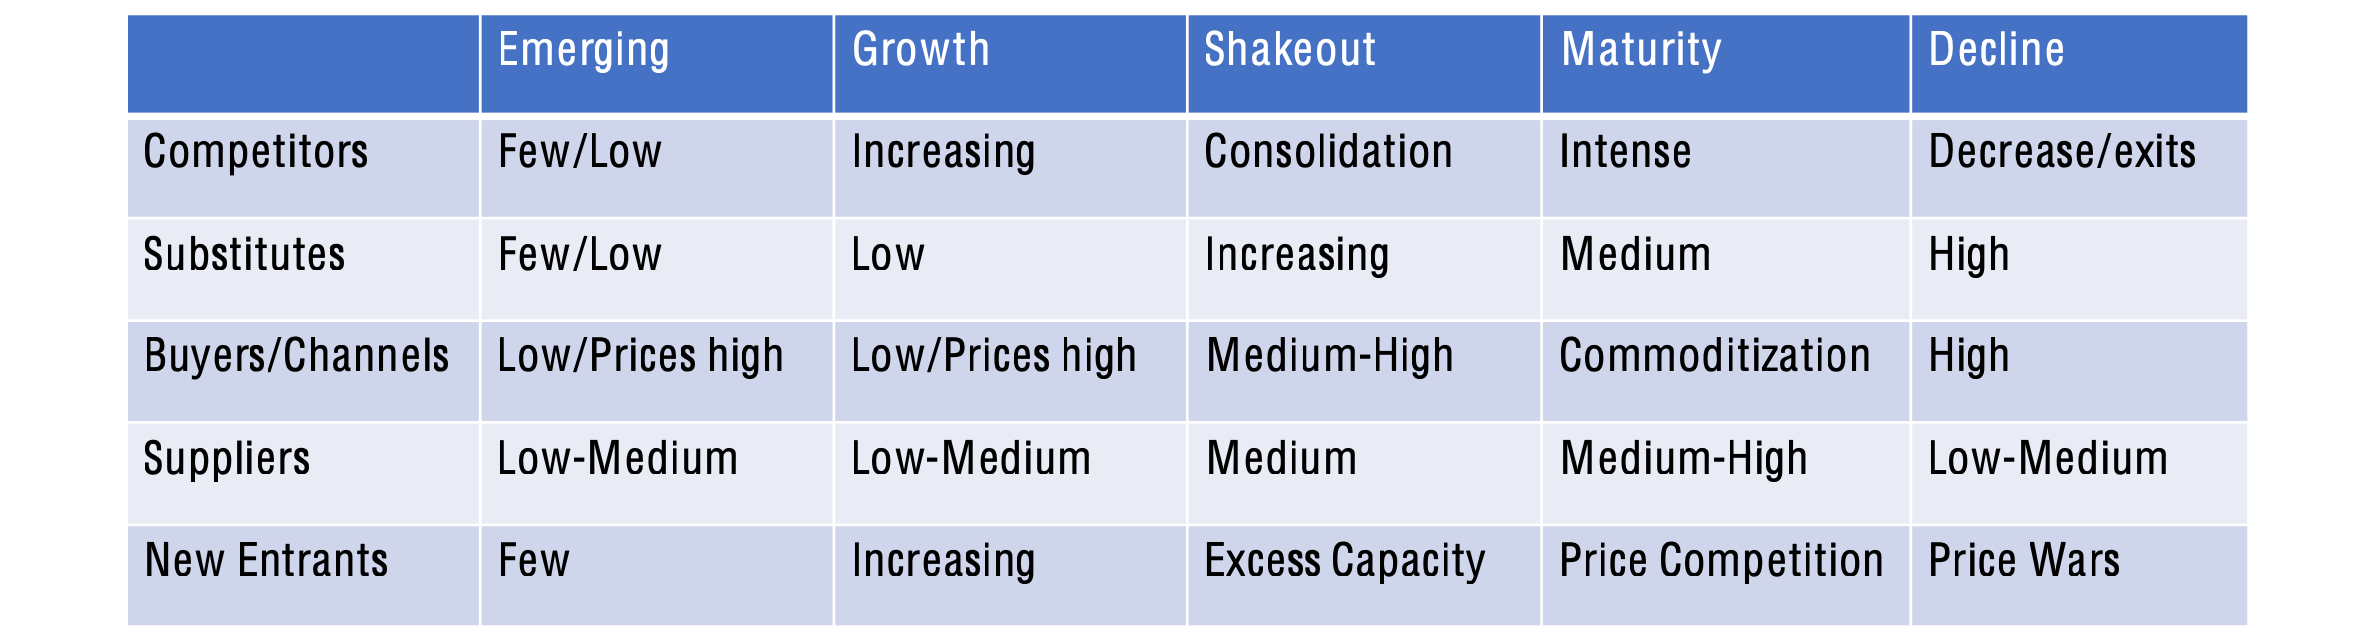 Emerging Growth Shakeout Maturity Decline
Competitors Few/Low Increasing Consolidation Intense Decrease/exits
Substitutes Few/Low Low Increasing Medium High
Buyers/Channels Low/Prices high Low/Prices high Medium-High Commoditization High
Suppliers Low-Medium Low-Medium Medium Medium-High Low-Medium
New Entrants Few Increasing Excess Capacity Price Competition Price Wars